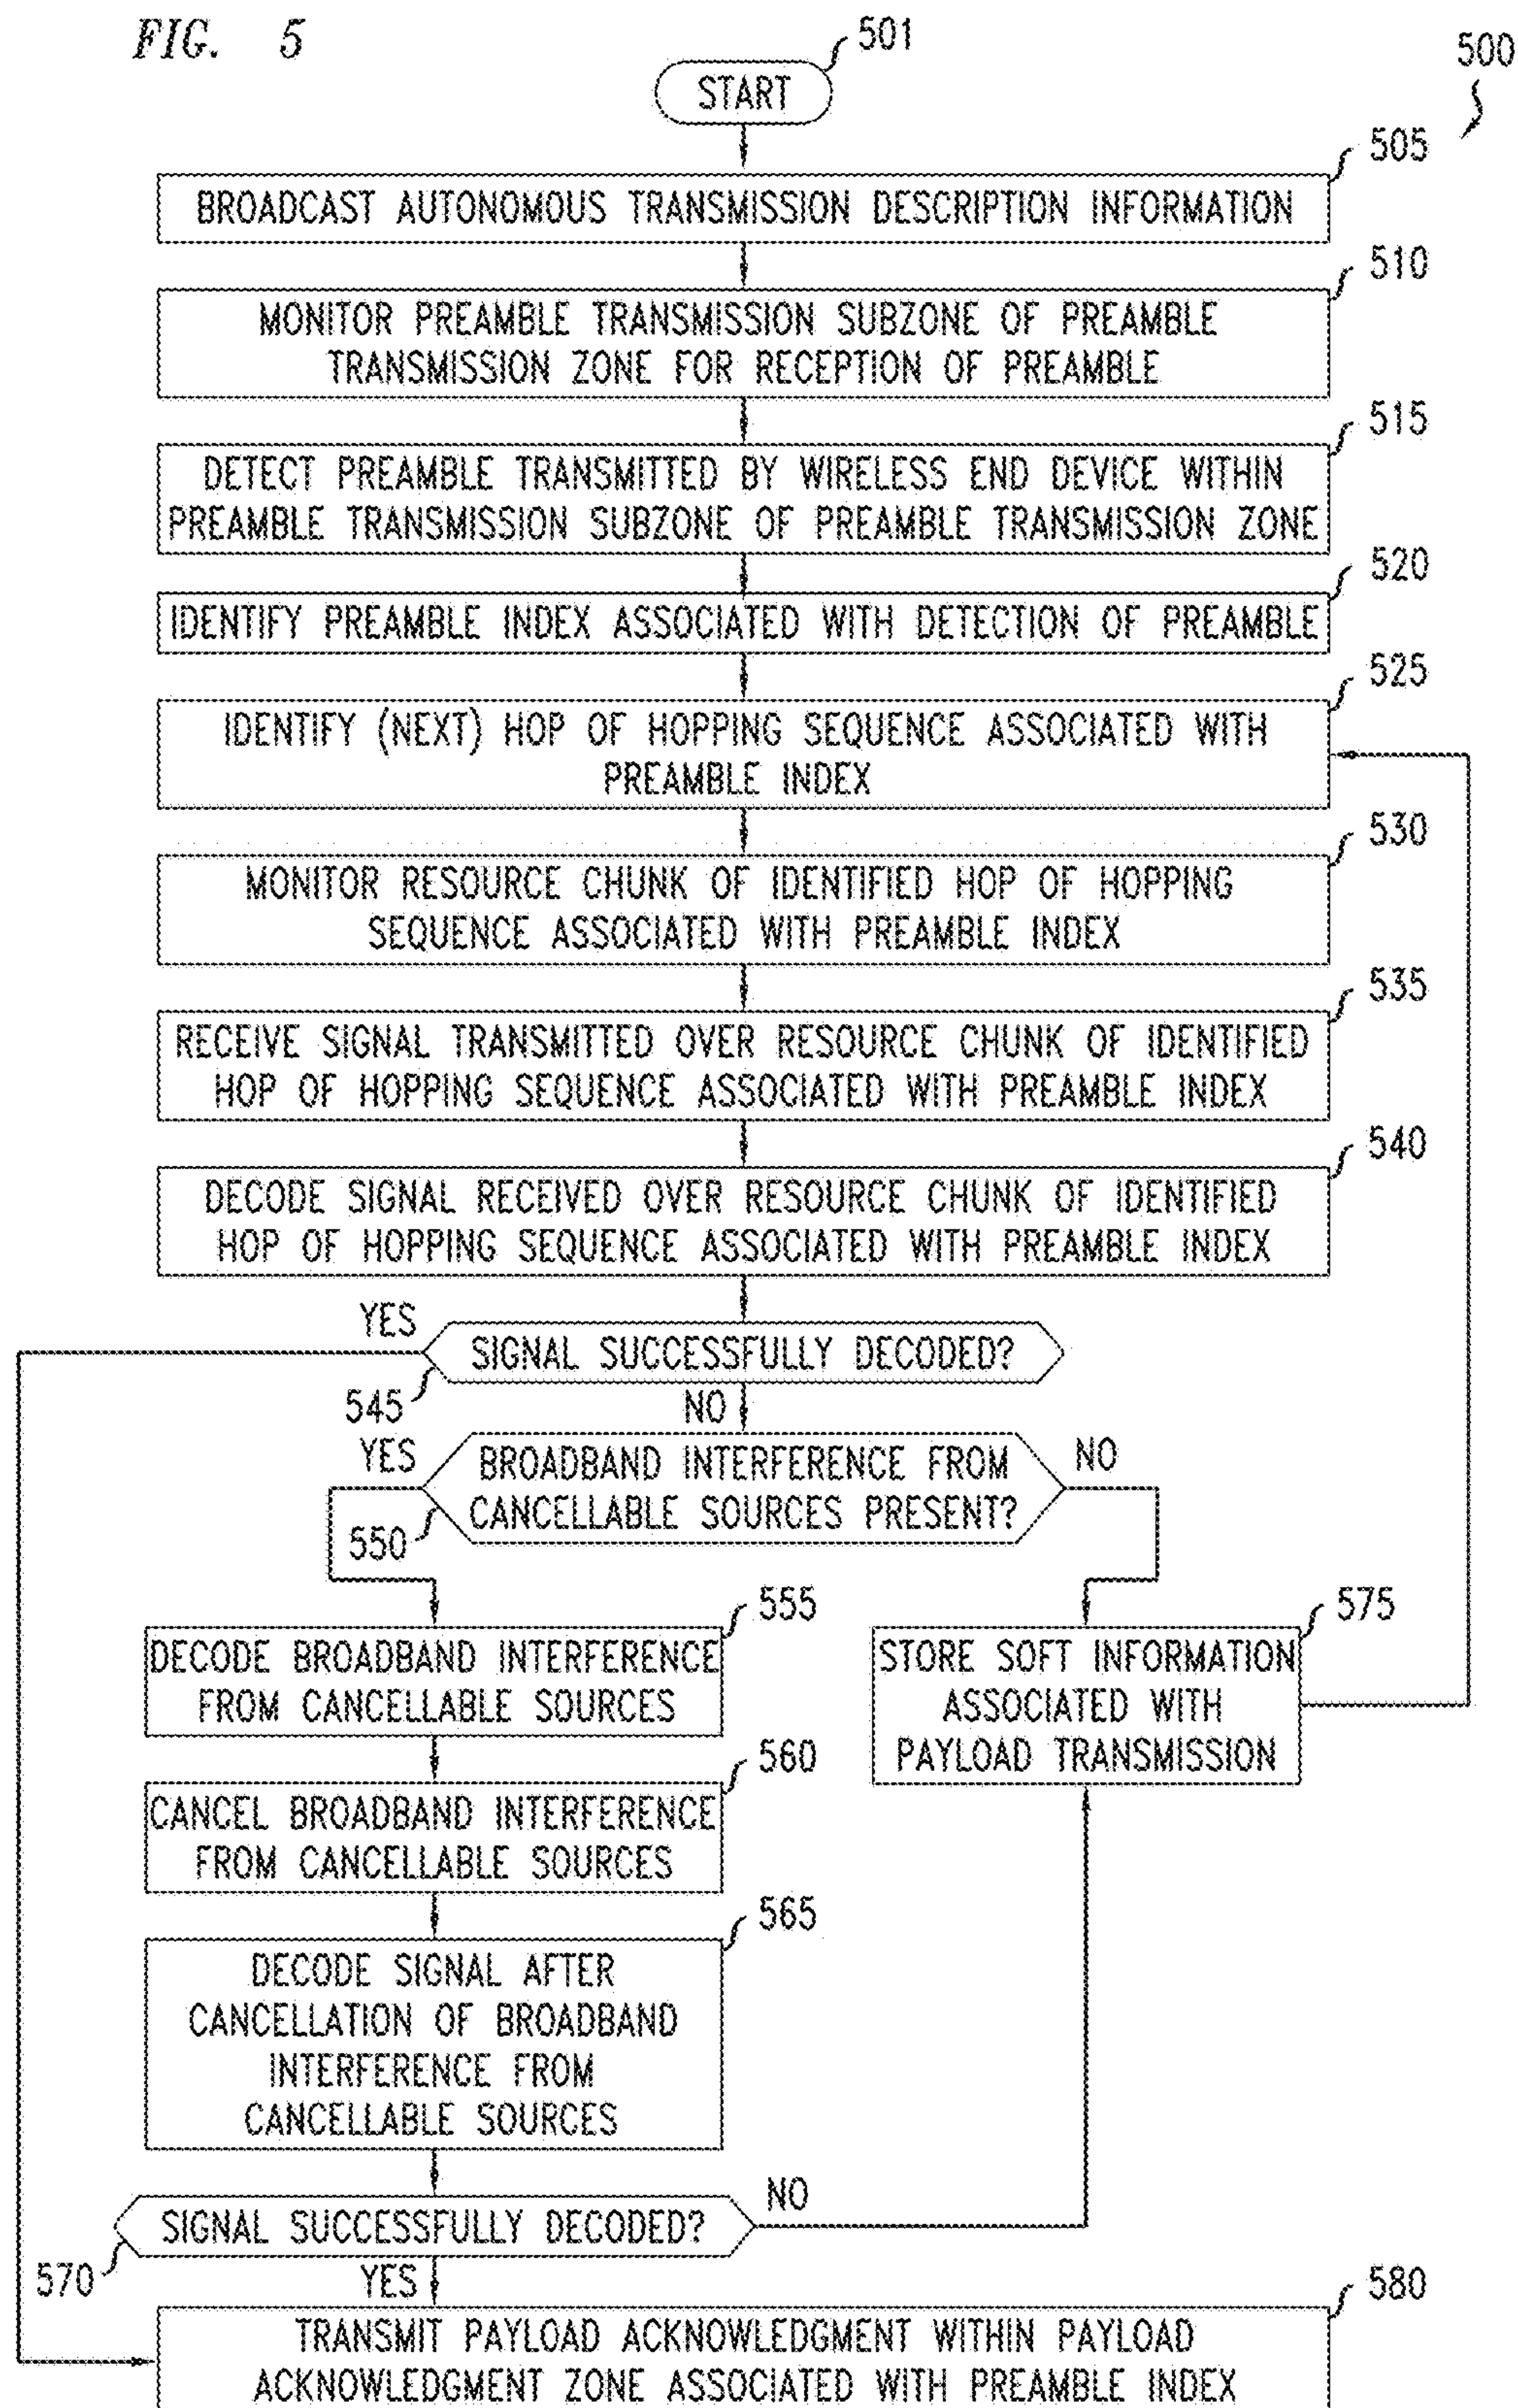 FIG. 5
501
500
START
505
BROADCAST AUTONOMOUS TRANSMISSION DESCRIPTION INFORMATION
510
MONITOR PREAMBLE TRANSMISSION SUBZONE OF PREAMBLE
TRANSMISSION ZONE FOR RECEPTION OF PREAMBLE
515
DETECT PREAMBLE TRANSMITTED BY WIRELESS END DEVICE WITHIN
PREAMBLE TRANSMISSION SUBZONE OF PREAMBLE TRANSMISSION ZONE
520
IDENTIFY PREAMBLE INDEX ASSOCIATED WITH DETECTION OF PREAMBLE
525
IDENTIFY (NEXT) HOP OF HOPPING SEQUENCE ASSOCIATED WITH
PREAMBLE INDEX
530
MONITOR RESOURCE CHUNK OF IDENTIFIED HOP OF HOPPING
SEQUENCE ASSOCIATED WITH PREAMBLE INDEX
535
RECEIVE SIGNAL TRANSMITTED OVER RESOURCE CHUNK OF IDENTIFIED
HOP OF HOPPING SEQUENCE ASSOCIATED WITH PREAMBLE INDEX
540
DECODE SIGNAL RECEIVED OVER RESOURCE CHUNK OF IDENTIFIED
HOP OF HOPPING SEQUENCE ASSOCIATED WITH PREAMBLE INDEX
YES
SIGNAL SUCCESSFULLY DECODED?
545
NO
YES
BROADBAND INTERFERENCE FROM
CANCELLABLE SOURCES PRESENT?
NO
550
555
DECODE BROADBAND INTERFERENCE
FROM CANCELLABLE SOURCES
575
STORE SOFT INFORMATION
ASSOCIATED WITH
PAYLOAD TRANSMISSION
560
CANCEL BROADBAND INTERFERENCE
FROM CANCELLABLE SOURCES
565
DECODE SIGNAL AFTER
CANCELLATION OF BROADBAND
INTERFERENCE FROM
CANCELLABLE SOURCES
SIGNAL SUCCESSFULLY DECODED?
NO
570
YES
580
TRANSMIT PAYLOAD ACKNOWLEDGMENT WITHIN PAYLOAD
ACKNOWLEDGMENT ZONE ASSOCIATED WITH PREAMBLE INDEX